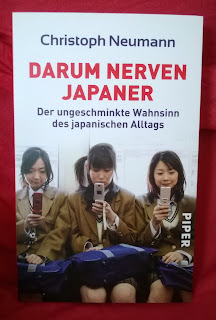 Christoph Neumann
DARUM NERVEN
JAPANER
Der ungeschminkte Wahnsinn
des japanischen Alltags
PIPER